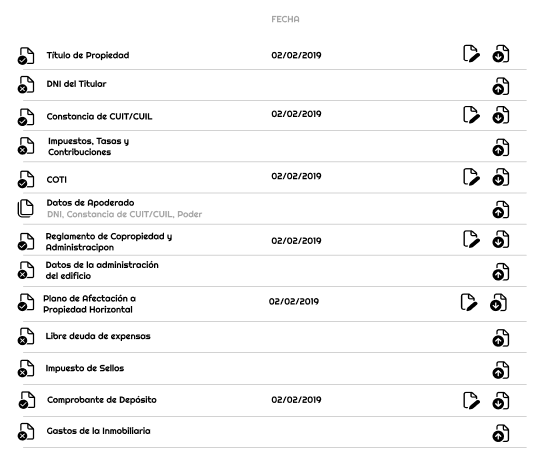 FECHA
Título de Propiedad 02/02/2019
DNI del Titular
Constancia de CUIT/CUIL 02/02/2019
Impuestos, Tasas y
Contribuciones
COTI 02/02/2019
Datos de Apoderado
DNI, Constancia de CUIT/CUIL, Poder
Reglamento de Copropiedad y
Administracipon 02/02/2019
Datos de la administración
del edificio
Plano de Afectación a 02/02/2019
Propiedad Horizontal
Libre deuda de expensas
Impuesto de Sellos
Comprobante de Depósito 02/02/2019
Gastos de la Inmobiliaria